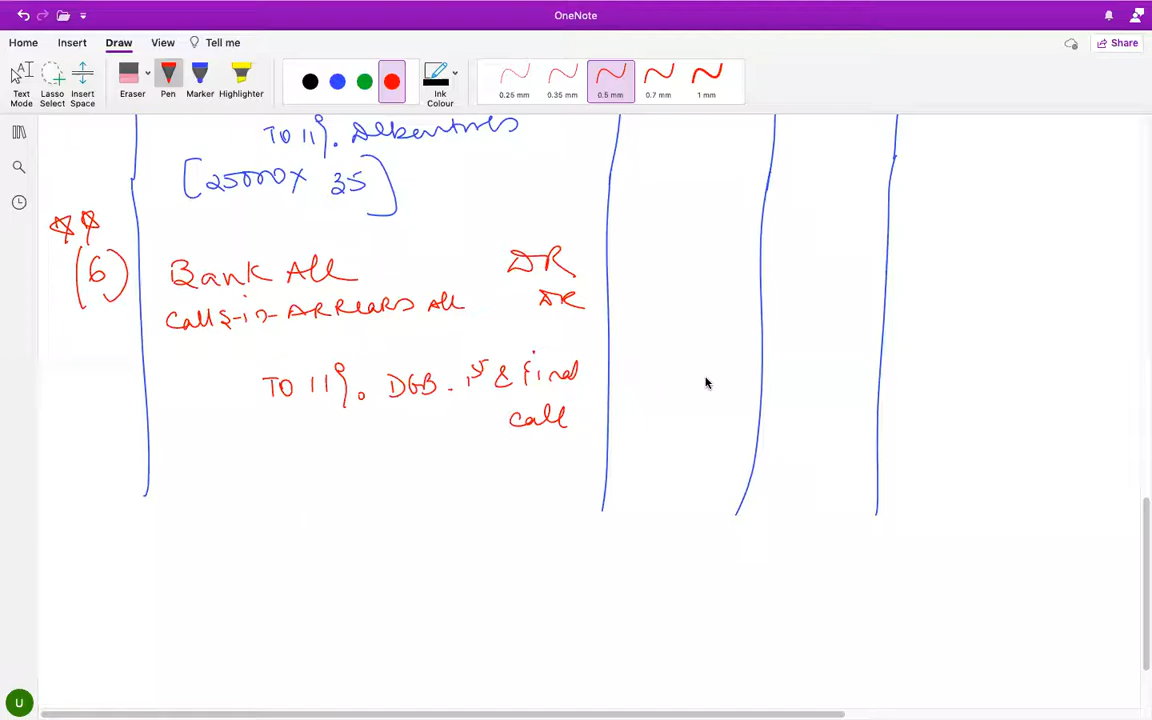 OneNote
Home Insert Draw View Tell me Share
Text Mode Lasso Select Insert Space Eraser Pen Marker Highlighter Ink Colour 0.25 mm 0.35 mm 0.5 mm 0.7 mm 1 mm
TO 11%. Debentures
[25000 x 35]
(6) Bank A/c DR
Calls-in-ARRears A/c DR
TO 11%. DEB. 1st & Final
call
U